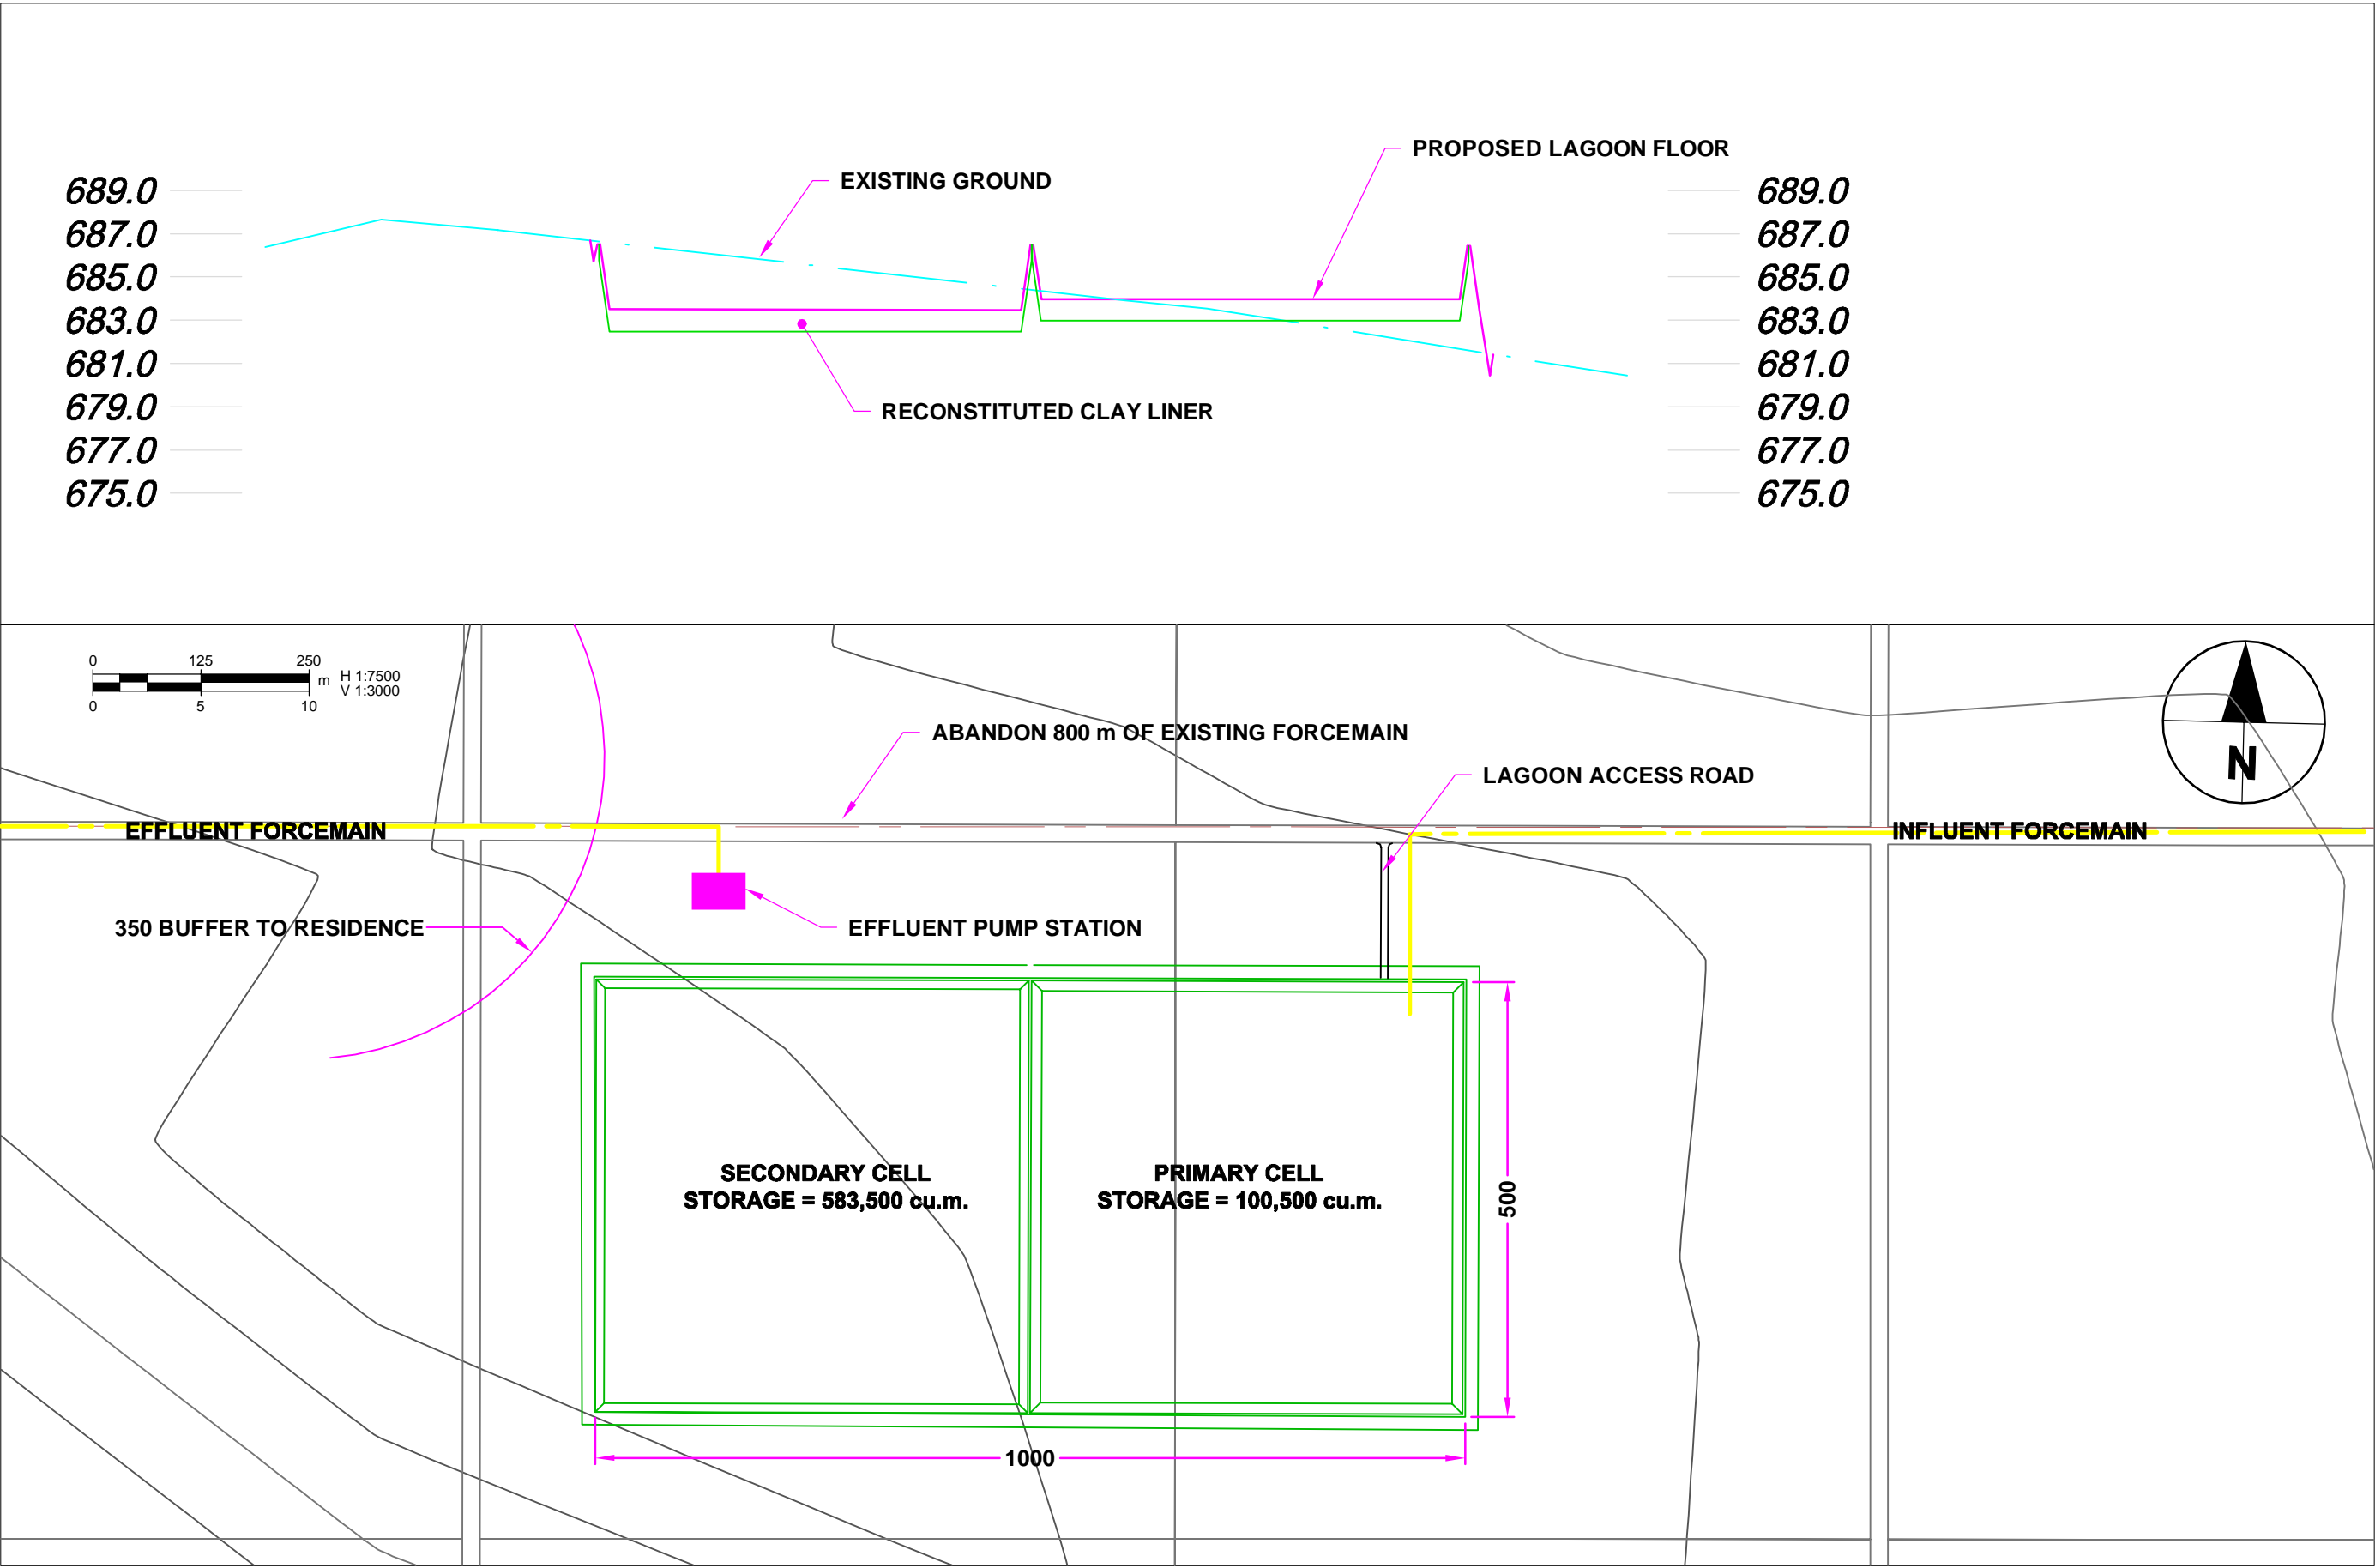 PROPOSED LAGOON FLOOR
EXISTING GROUND
689.0
687.0
685.0
683.0
681.0
679.0
677.0
675.0
689.0
687.0
685.0
683.0
681.0
679.0
677.0
675.0
RECONSTITUTED CLAY LINER
0 125 250
m H 1:7500
V 1:3000
0 5 10
ABANDON 800 m OF EXISTING FORCEMAIN
LAGOON ACCESS ROAD
N
EFFLUENT FORCEMAIN
INFLUENT FORCEMAIN
350 BUFFER TO RESIDENCE
EFFLUENT PUMP STATION
SECONDARY CELL
STORAGE = 583,500 cu.m.
PRIMARY CELL
STORAGE = 100,500 cu.m.
500
1000